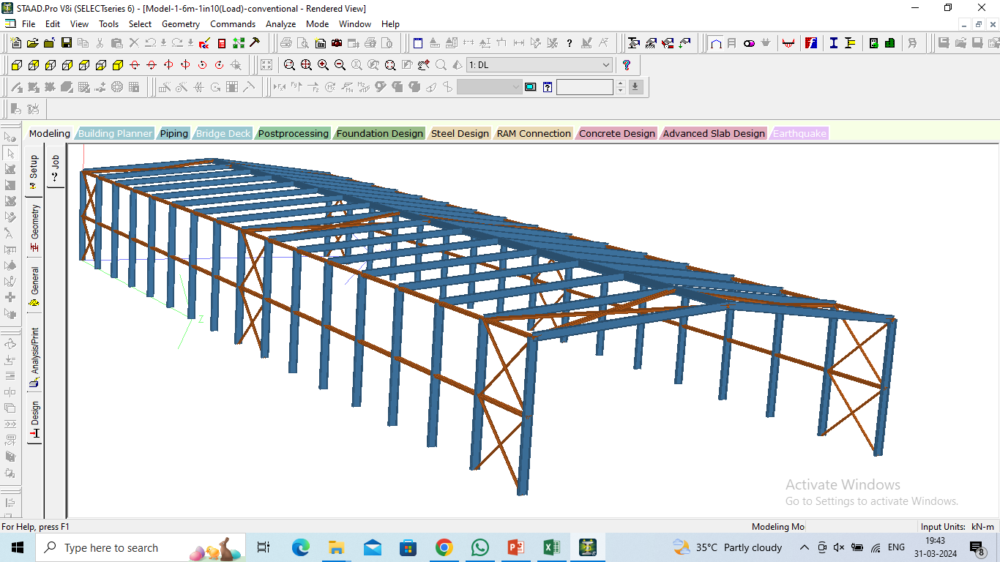 STAAD.Pro V8i (SELECTseries 6) - [Model-1-6m-1in10(Load)-conventional - Rendered View]
File Edit View Tools Select Geometry Commands Analyze Mode Window Help
1: DL
Modeling Building Planner Piping Bridge Deck Postprocessing Foundation Design Steel Design RAM Connection Concrete Design Advanced Slab Design Earthquake
Setup
Job
Geometry
General
Analysis/Print
Design
Z
Activate Windows
Go to Settings to activate Windows.
For Help, press F1 Modeling Mo Input Units: kN-m
Type here to search 35°C Partly cloudy ENG 19:43
31-03-2024
8